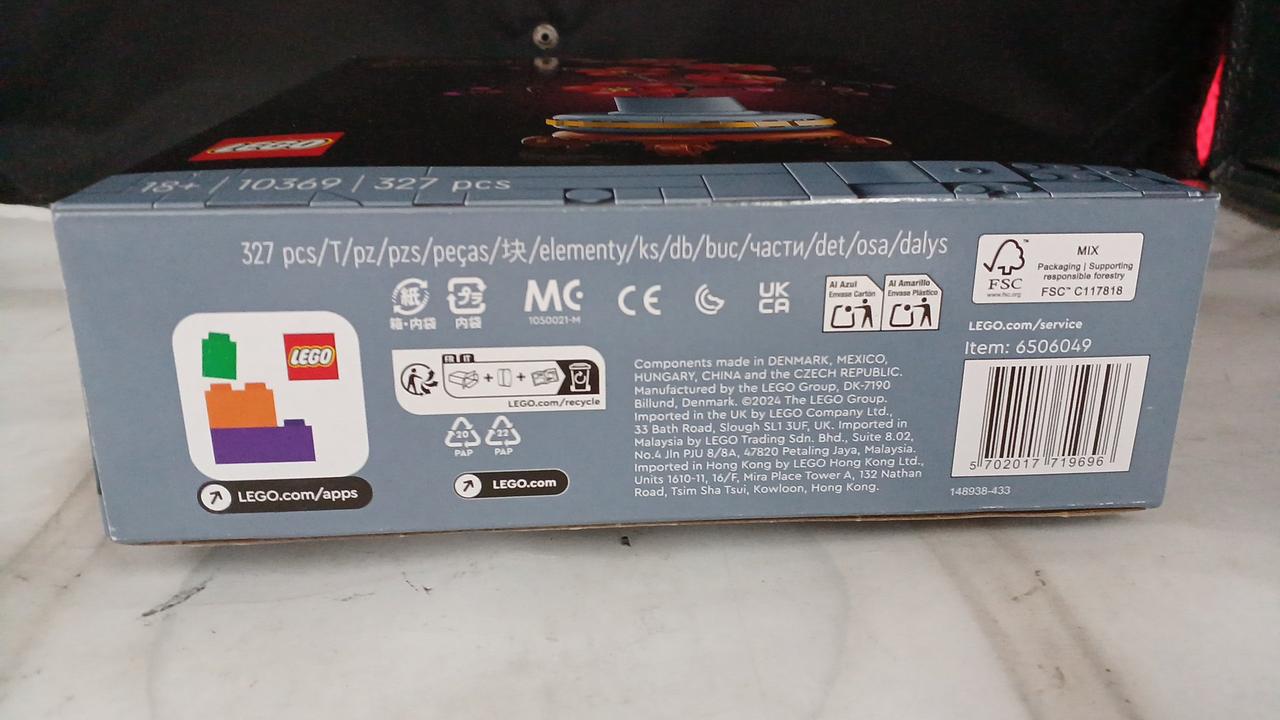 LEGO
18+ / 10369 / 327 pcs
327 pcs/T/pz/pzs/peças/块/elementy/ks/db/buc/части/det/osa/dalys
紙
箱・内袋
プラ
内袋
MC
1050021-M
CE
UK
CA
Al Azul
Envase Cartón
Al Amarillo
Envase Plástico
FSC
www.fsc.org
MIX
Packaging | Supporting
responsible forestry
FSC™ C117818
LEGO.com/service
Item: 6506049
5 702017 719696
148938-433
LEGO
LEGO.com/apps
FR IT
LEGO.com/recycle
20
PAP
22
PAP
LEGO.com
Components made in DENMARK, MEXICO,
HUNGARY, CHINA and the CZECH REPUBLIC.
Manufactured by the LEGO Group, DK-7190
Billund, Denmark. ©2024 The LEGO Group.
Imported in the UK by LEGO Company Ltd.,
33 Bath Road, Slough SL1 3UF, UK. Imported in
Malaysia by LEGO Trading Sdn. Bhd., Suite 8.02,
No.4 Jln PJU 8/8A, 47820 Petaling Jaya, Malaysia.
Imported in Hong Kong by LEGO Hong Kong Ltd.,
Units 1610-11, 16/F, Mira Place Tower A, 132 Nathan
Road, Tsim Sha Tsui, Kowloon, Hong Kong.